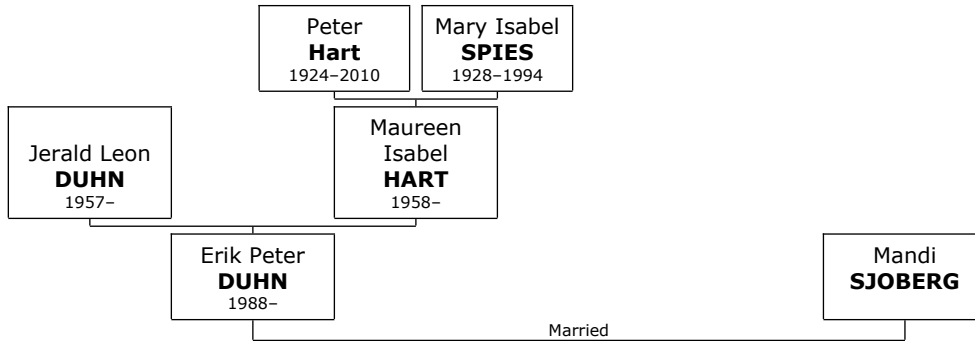 Peter
Hart
1924–2010
Mary Isabel
SPIES
1928–1994
Jerald Leon
DUHN
1957–
Maureen
Isabel
HART
1958–
Erik Peter
DUHN
1988–
Mandi
SJOBERG
Married